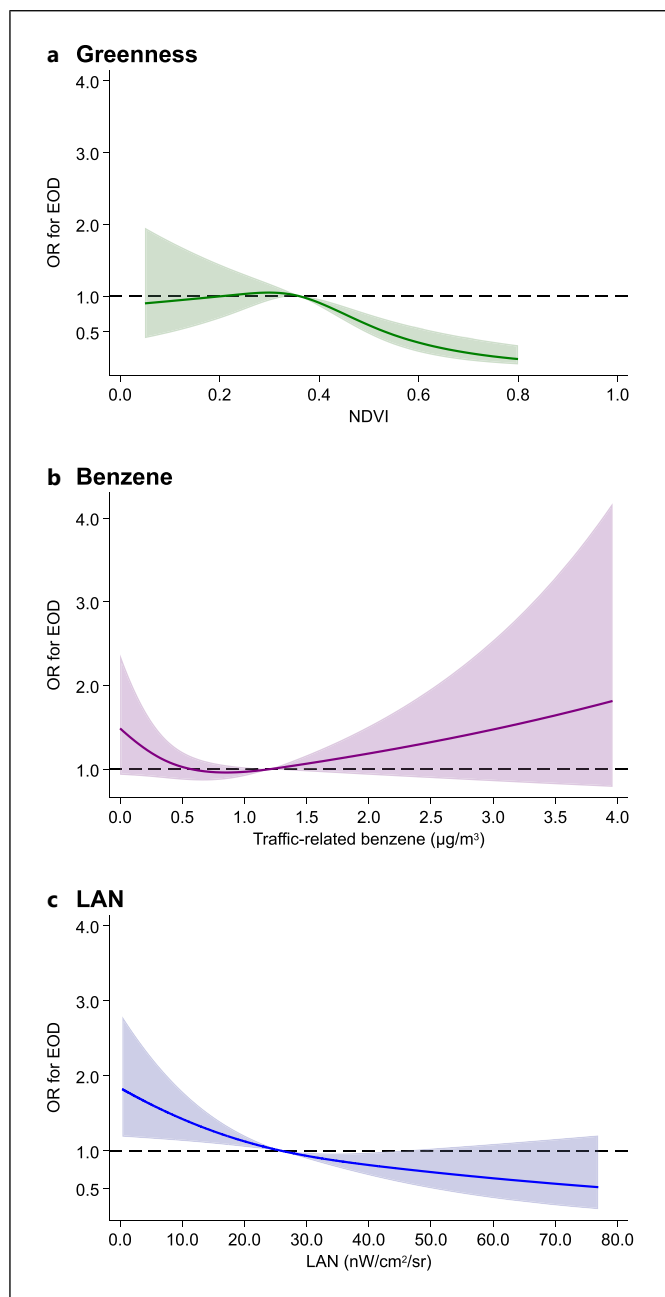 a Greenness
4.0
3.0
2.0
1.0
0.5
OR for EOD
0.0 0.2 0.4 0.6 0.8 1.0
NDVI
b Benzene
4.0
3.0
2.0
1.0
OR for EOD
0.0 0.5 1.0 1.5 2.0 2.5 3.0 3.5 4.0
Traffic-related benzene (µg/m³)
c LAN
4.0
3.0
2.0
1.0
0.5
OR for EOD
0.0 10.0 20.0 30.0 40.0 50.0 60.0 70.0 80.0
LAN (nW/cm²/sr)